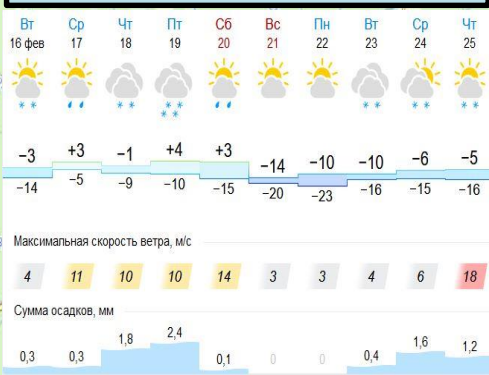 Вт Ср Чт Пт Сб Вс Пн Вт Ср Чт
16 фев 17 18 19 20 21 22 23 24 25
−3 +3 −1 +4 +3 −14 −10 −10 −6 −5
−14 −5 −9 −10 −15 −20 −23 −16 −15 −16
Максимальная скорость ветра, м/с
4 11 10 10 14 3 3 4 6 18
Сумма осадков, мм
0,3 0,3 1,8 2,4 0,1 0 0 0,4 1,6 1,2